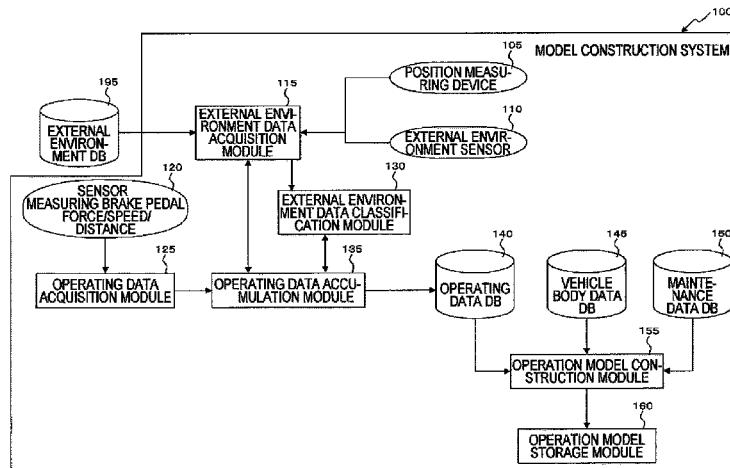 100
MODEL CONSTRUCTION SYSTEM
195
EXTERNAL
ENVIRON-
MENT DB
115
EXTERNAL ENVI-
RONMENT DATA
ACQUISITION
MODULE
105
POSITION MEASU-
RING DEVICE
110
EXTERNAL ENVIR-
ONMENT SENSOR
120
SENSOR
MEASURING BRAKE PEDAL
FORCE/SPEED/
DISTANCE
130
EXTERNAL ENVIRON-
MENT DATA CLASSIFI-
CATION MODULE
125
OPERATING DATA
ACQUISITION MODULE
135
OPERATING DATA ACCU-
MULATION MODULE
140
OPERATING
DATA DB
145
VEHICLE
BODY DATA
DB
150
MAINTE-
NANCE
DATA DB
155
OPERATION MODEL CON-
STRUCTION MODULE
160
OPERATION MODEL
STORAGE MODULE